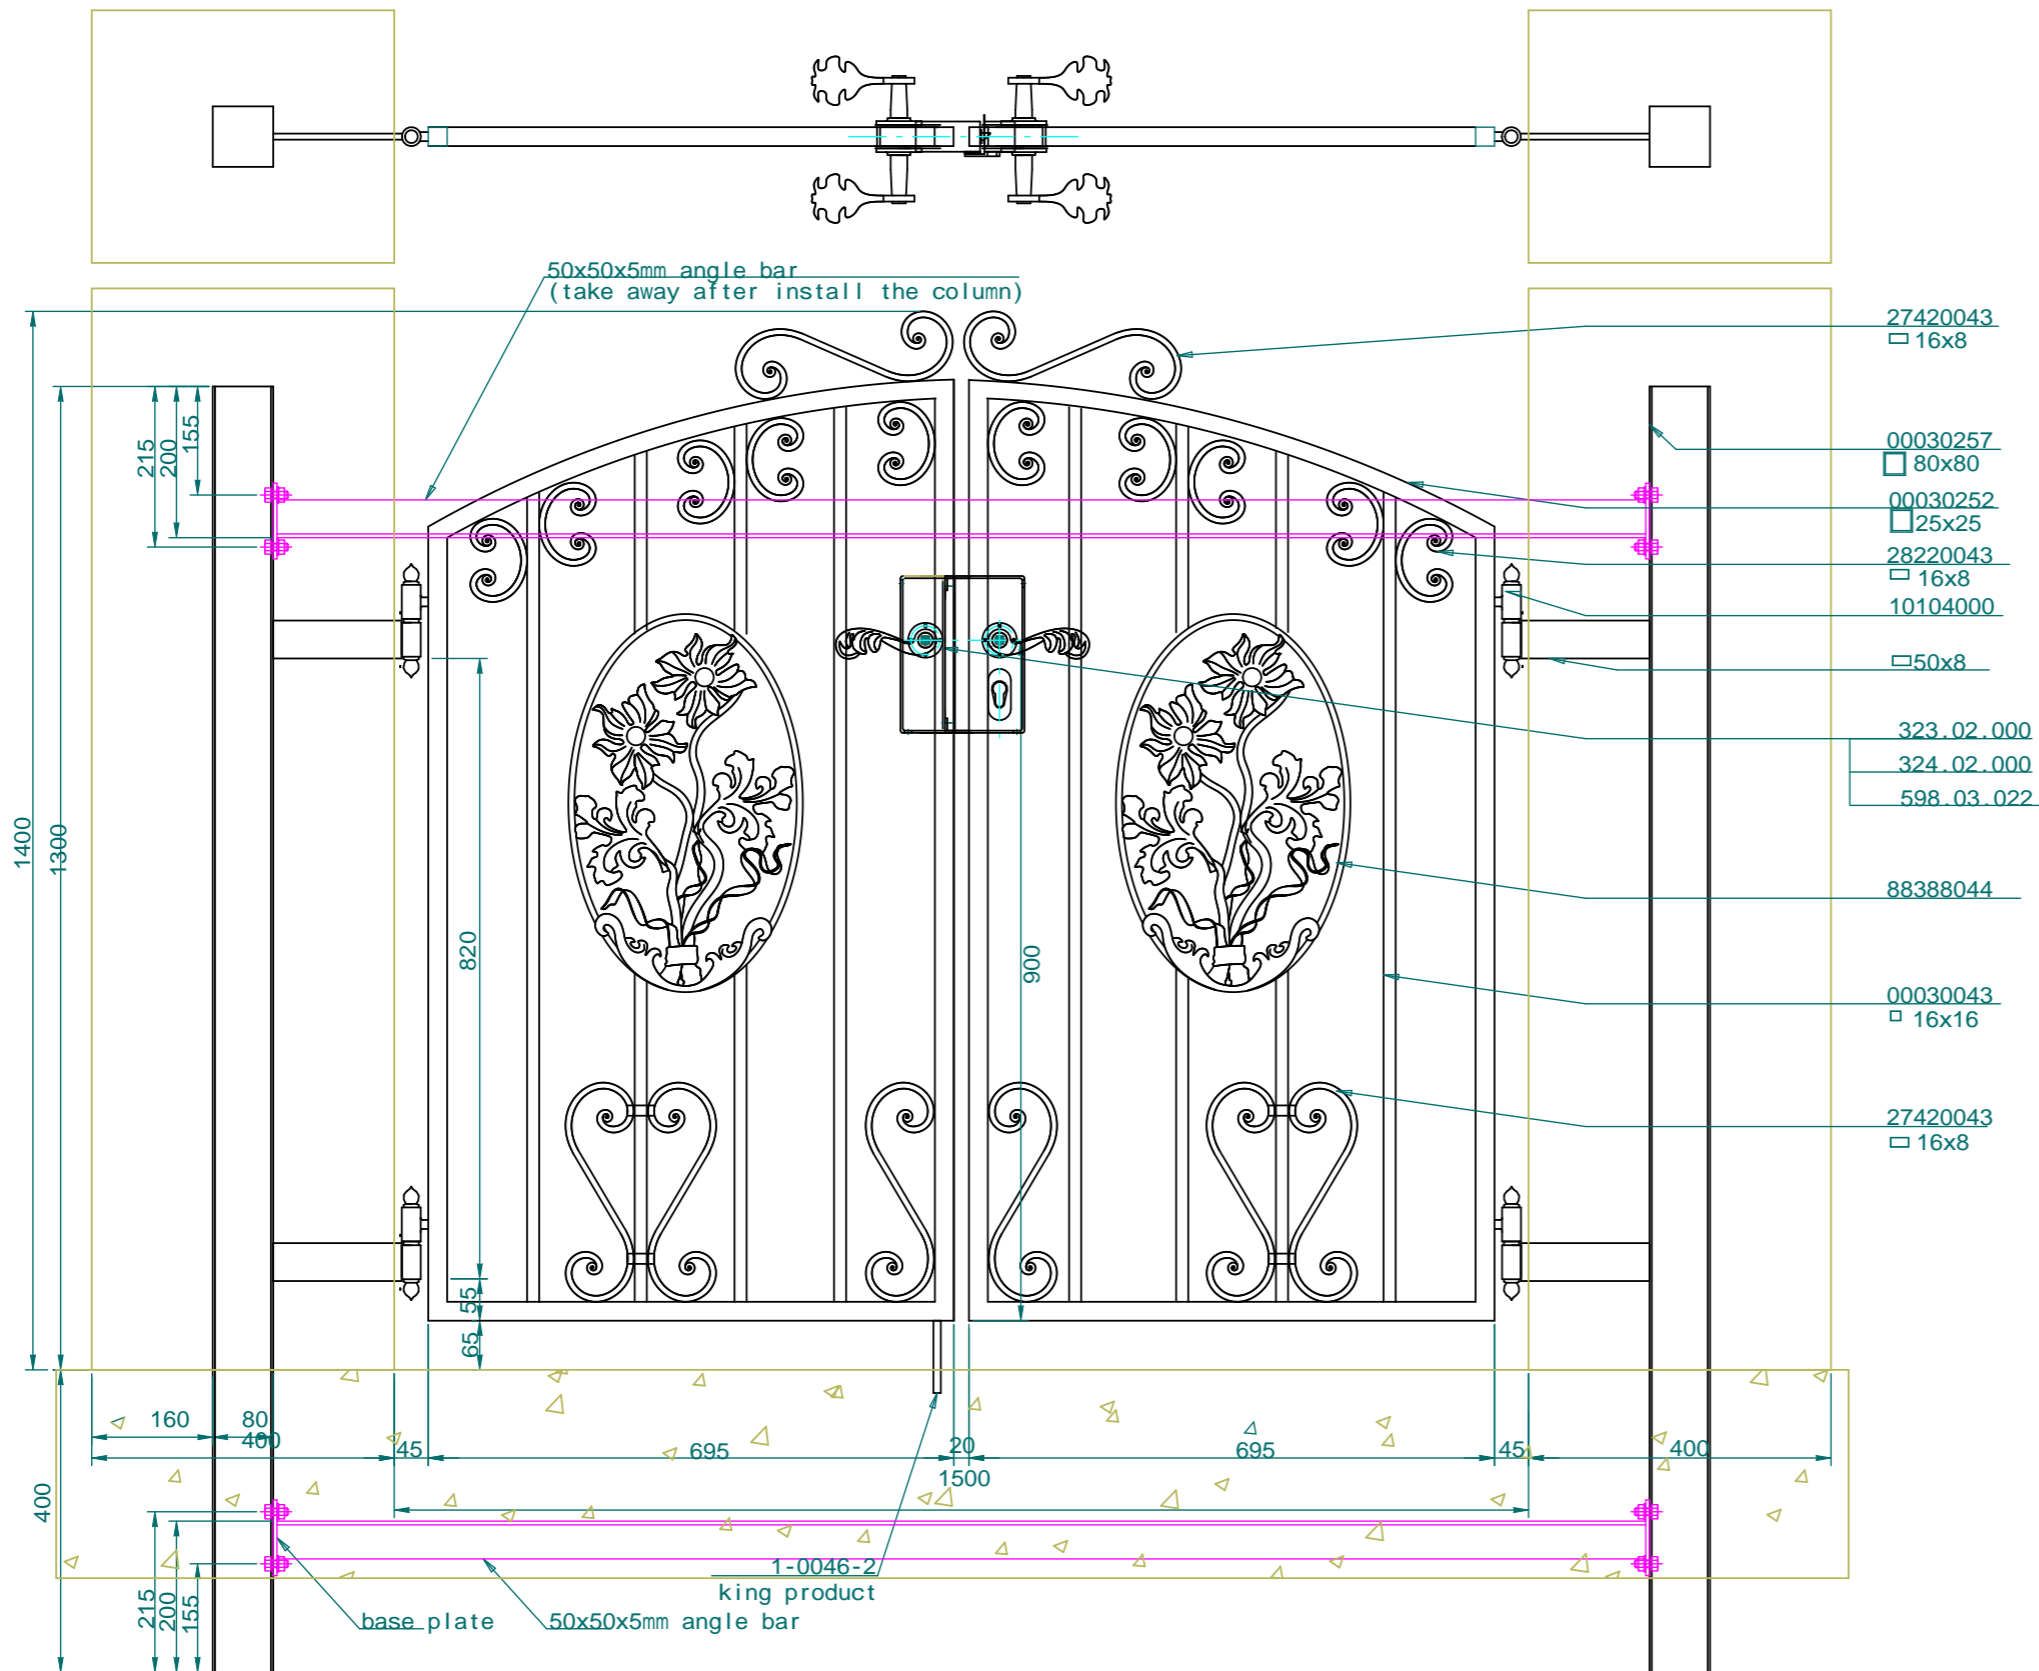 50x50x5mm angle bar
(take away after install the column)
27420043
16x8
00030257
80x80
00030252
25x25
28220043
16x8
10104000
50x8
323.02.000
324.02.000
598.03.022
88388044
00030043
16x16
27420043
16x8
1400
1300
215
200
155
820
900
55
65
160
80
400
45
695
20
695
45
400
1500
400
215
200
155
1-0046-2
king product
base plate
50x50x5mm angle bar